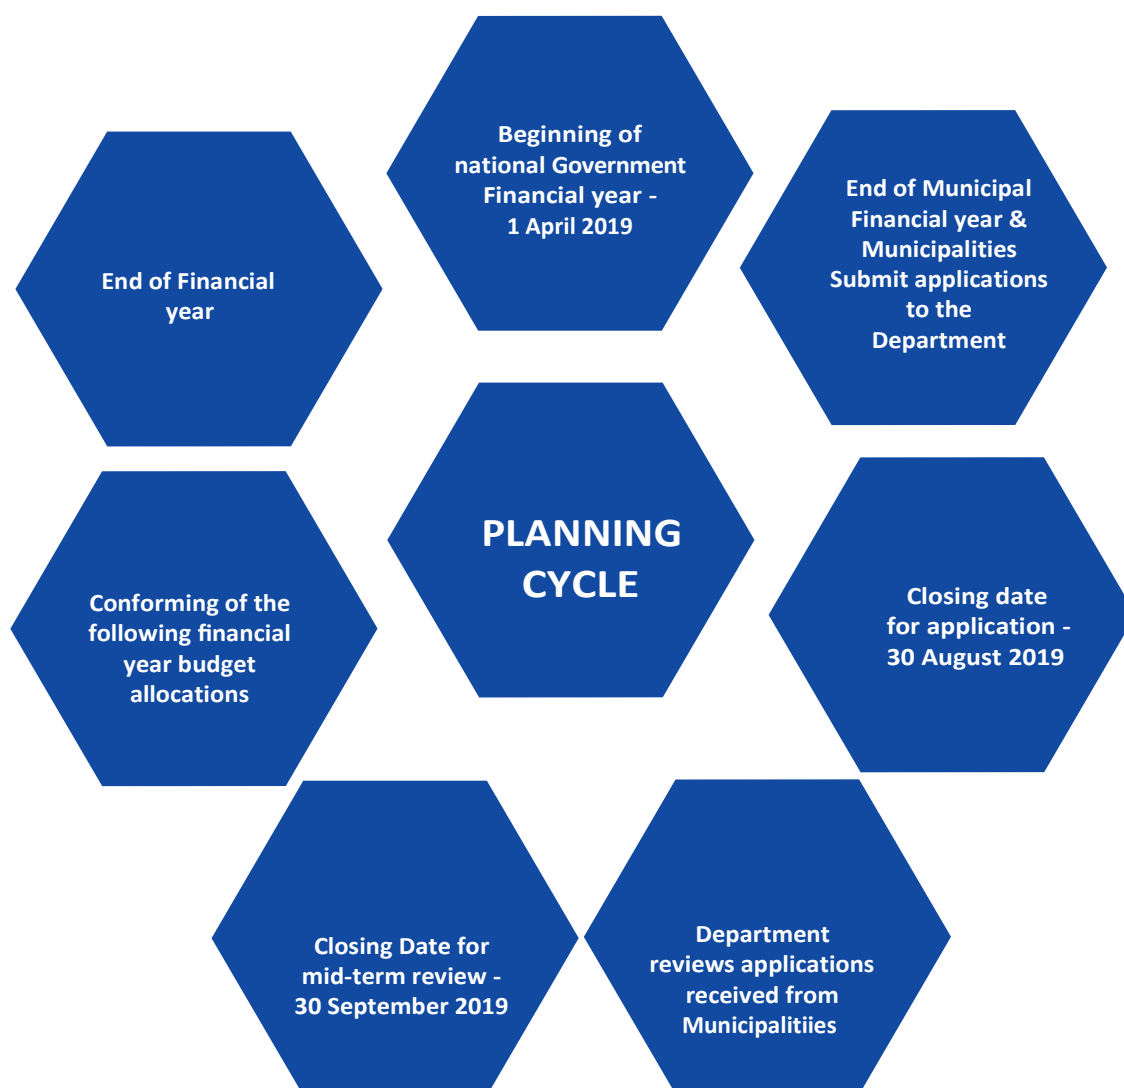 Beginning of
national Government
Financial year -
1 April 2019
End of Municipal
Financial year &
Municipalities
Submit applications
to the
Department
Closing date
for application -
30 August 2019
Department
reviews applications
received from
Municipalitiies
Closing Date for
mid-term review -
30 September 2019
Conforming of the
following financial
year budget
allocations
End of Financial
year
PLANNING
CYCLE